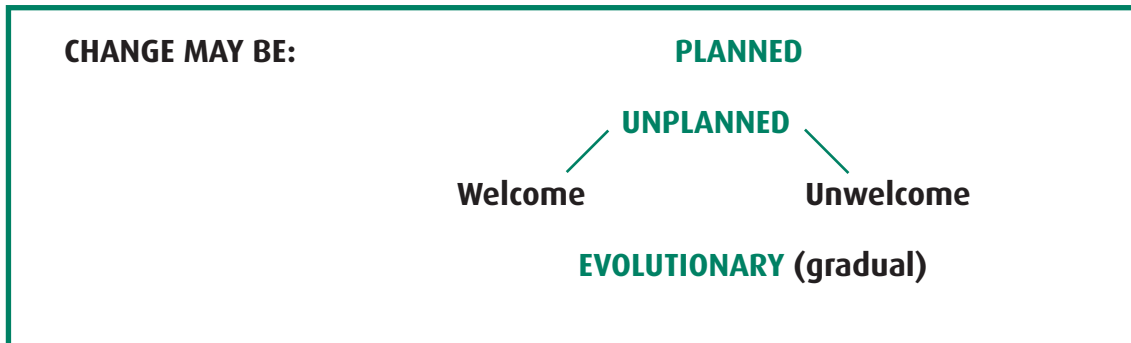 CHANGE MAY BE: PLANNED
UNPLANNED
Welcome Unwelcome
EVOLUTIONARY (gradual)